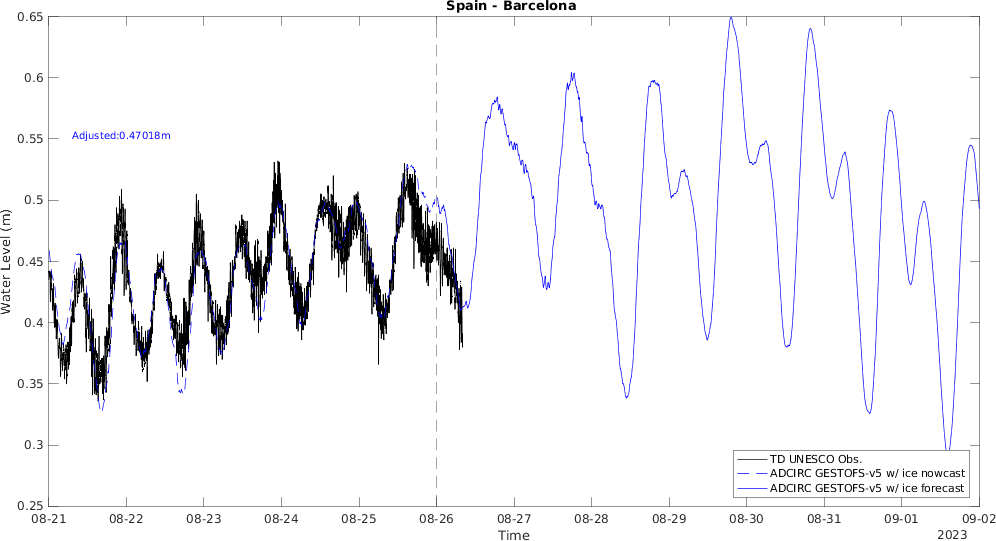 Spain - Barcelona
0.65
0.6
0.55
0.5
0.45
0.4
0.35
0.3
0.25
Water Level (m)
Adjusted:0.47018m
TD UNESCO Obs.
ADCIRC GESTOFS-v5 w/ ice nowcast
ADCIRC GESTOFS-v5 w/ ice forecast
08-21 08-22 08-23 08-24 08-25 08-26 08-27 08-28 08-29 08-30 08-31 09-01 09-02
Time
2023